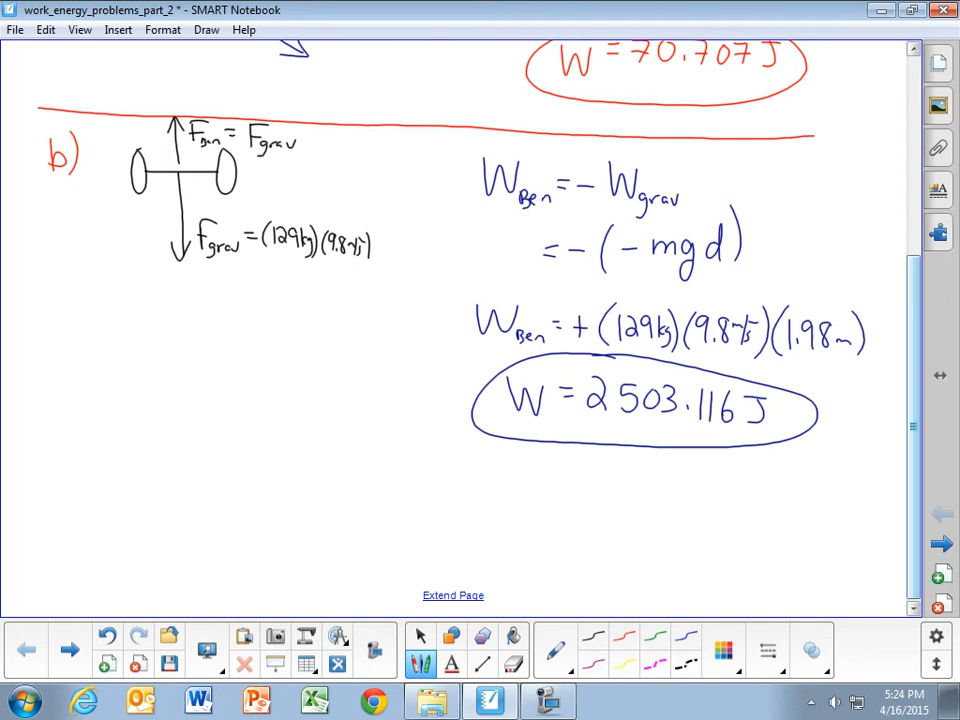 work_energy_problems_part_2 * - SMART Notebook
File Edit View Insert Format Draw Help
W = 70.707 J
b)
F_Ben = F_grav
F_grav = (129kg)(9.8m/s²)
W_Ben = - W_grav
= - (- mgd)
W_Ben = + (129kg)(9.8m/s²)(1.98m)
W = 2503.116 J
Extend Page
5:24 PM
4/16/2015